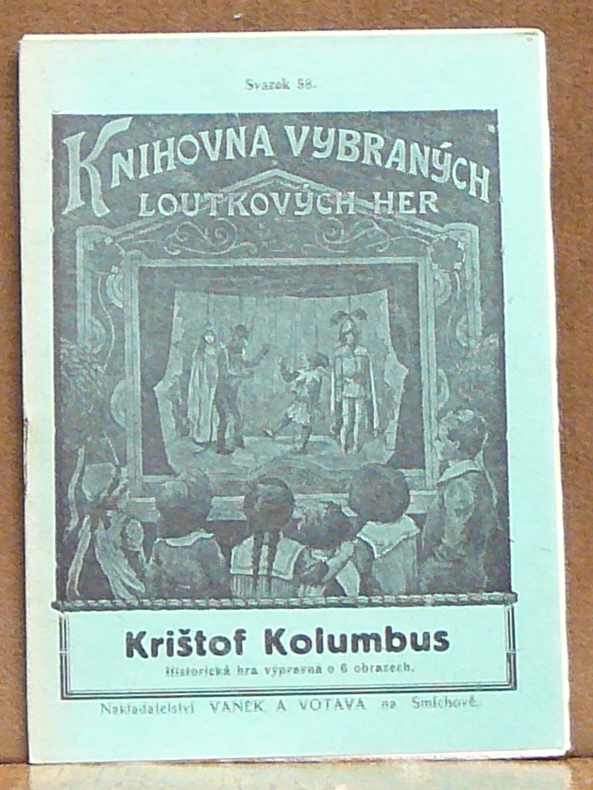 Svazek 58.
KNIHOVNA VYBRANÝCH
LOUTKOVÝCH HER
Krištof Kolumbus
Historická hra výpravná o 6 obrazech.
Nakladatelství VANĚK A VOTAVA na Smíchově.